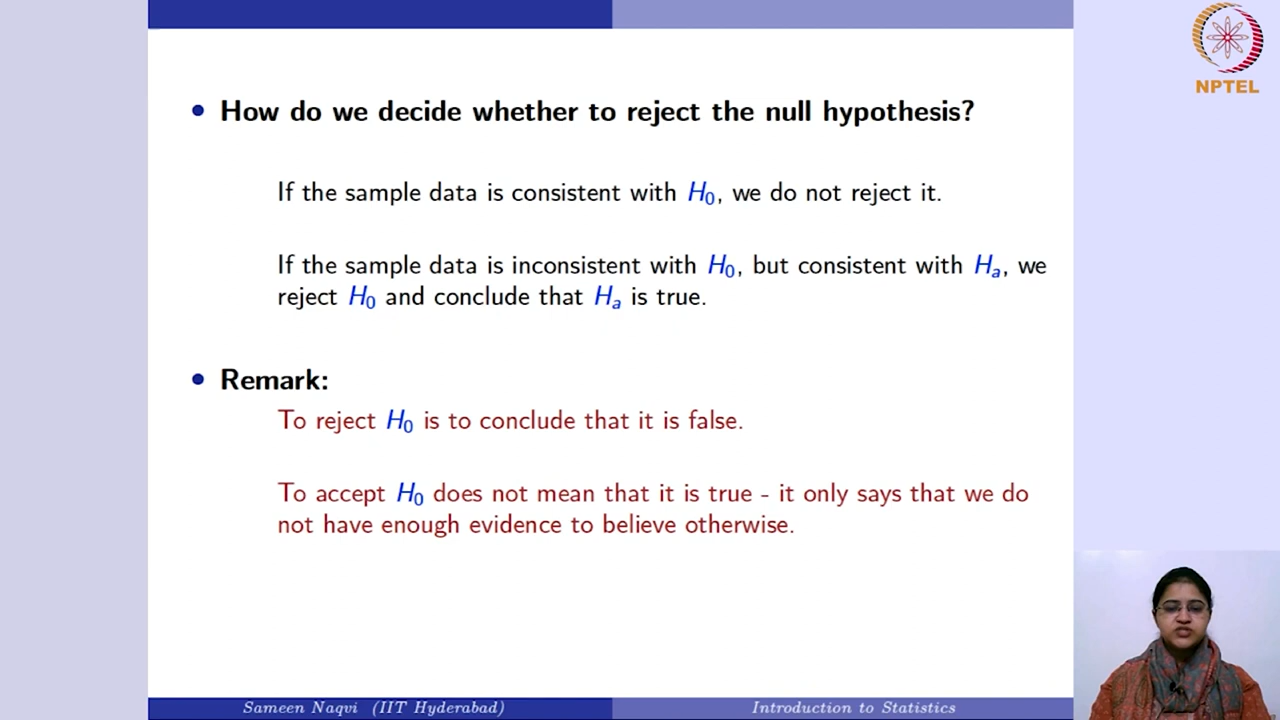 NPTEL
• How do we decide whether to reject the null hypothesis?
If the sample data is consistent with H₀, we do not reject it.
If the sample data is inconsistent with H₀, but consistent with Hₐ, we
reject H₀ and conclude that Hₐ is true.
• Remark:
To reject H₀ is to conclude that it is false.
To accept H₀ does not mean that it is true - it only says that we do
not have enough evidence to believe otherwise.
Sameen Naqvi (IIT Hyderabad)
Introduction to Statistics